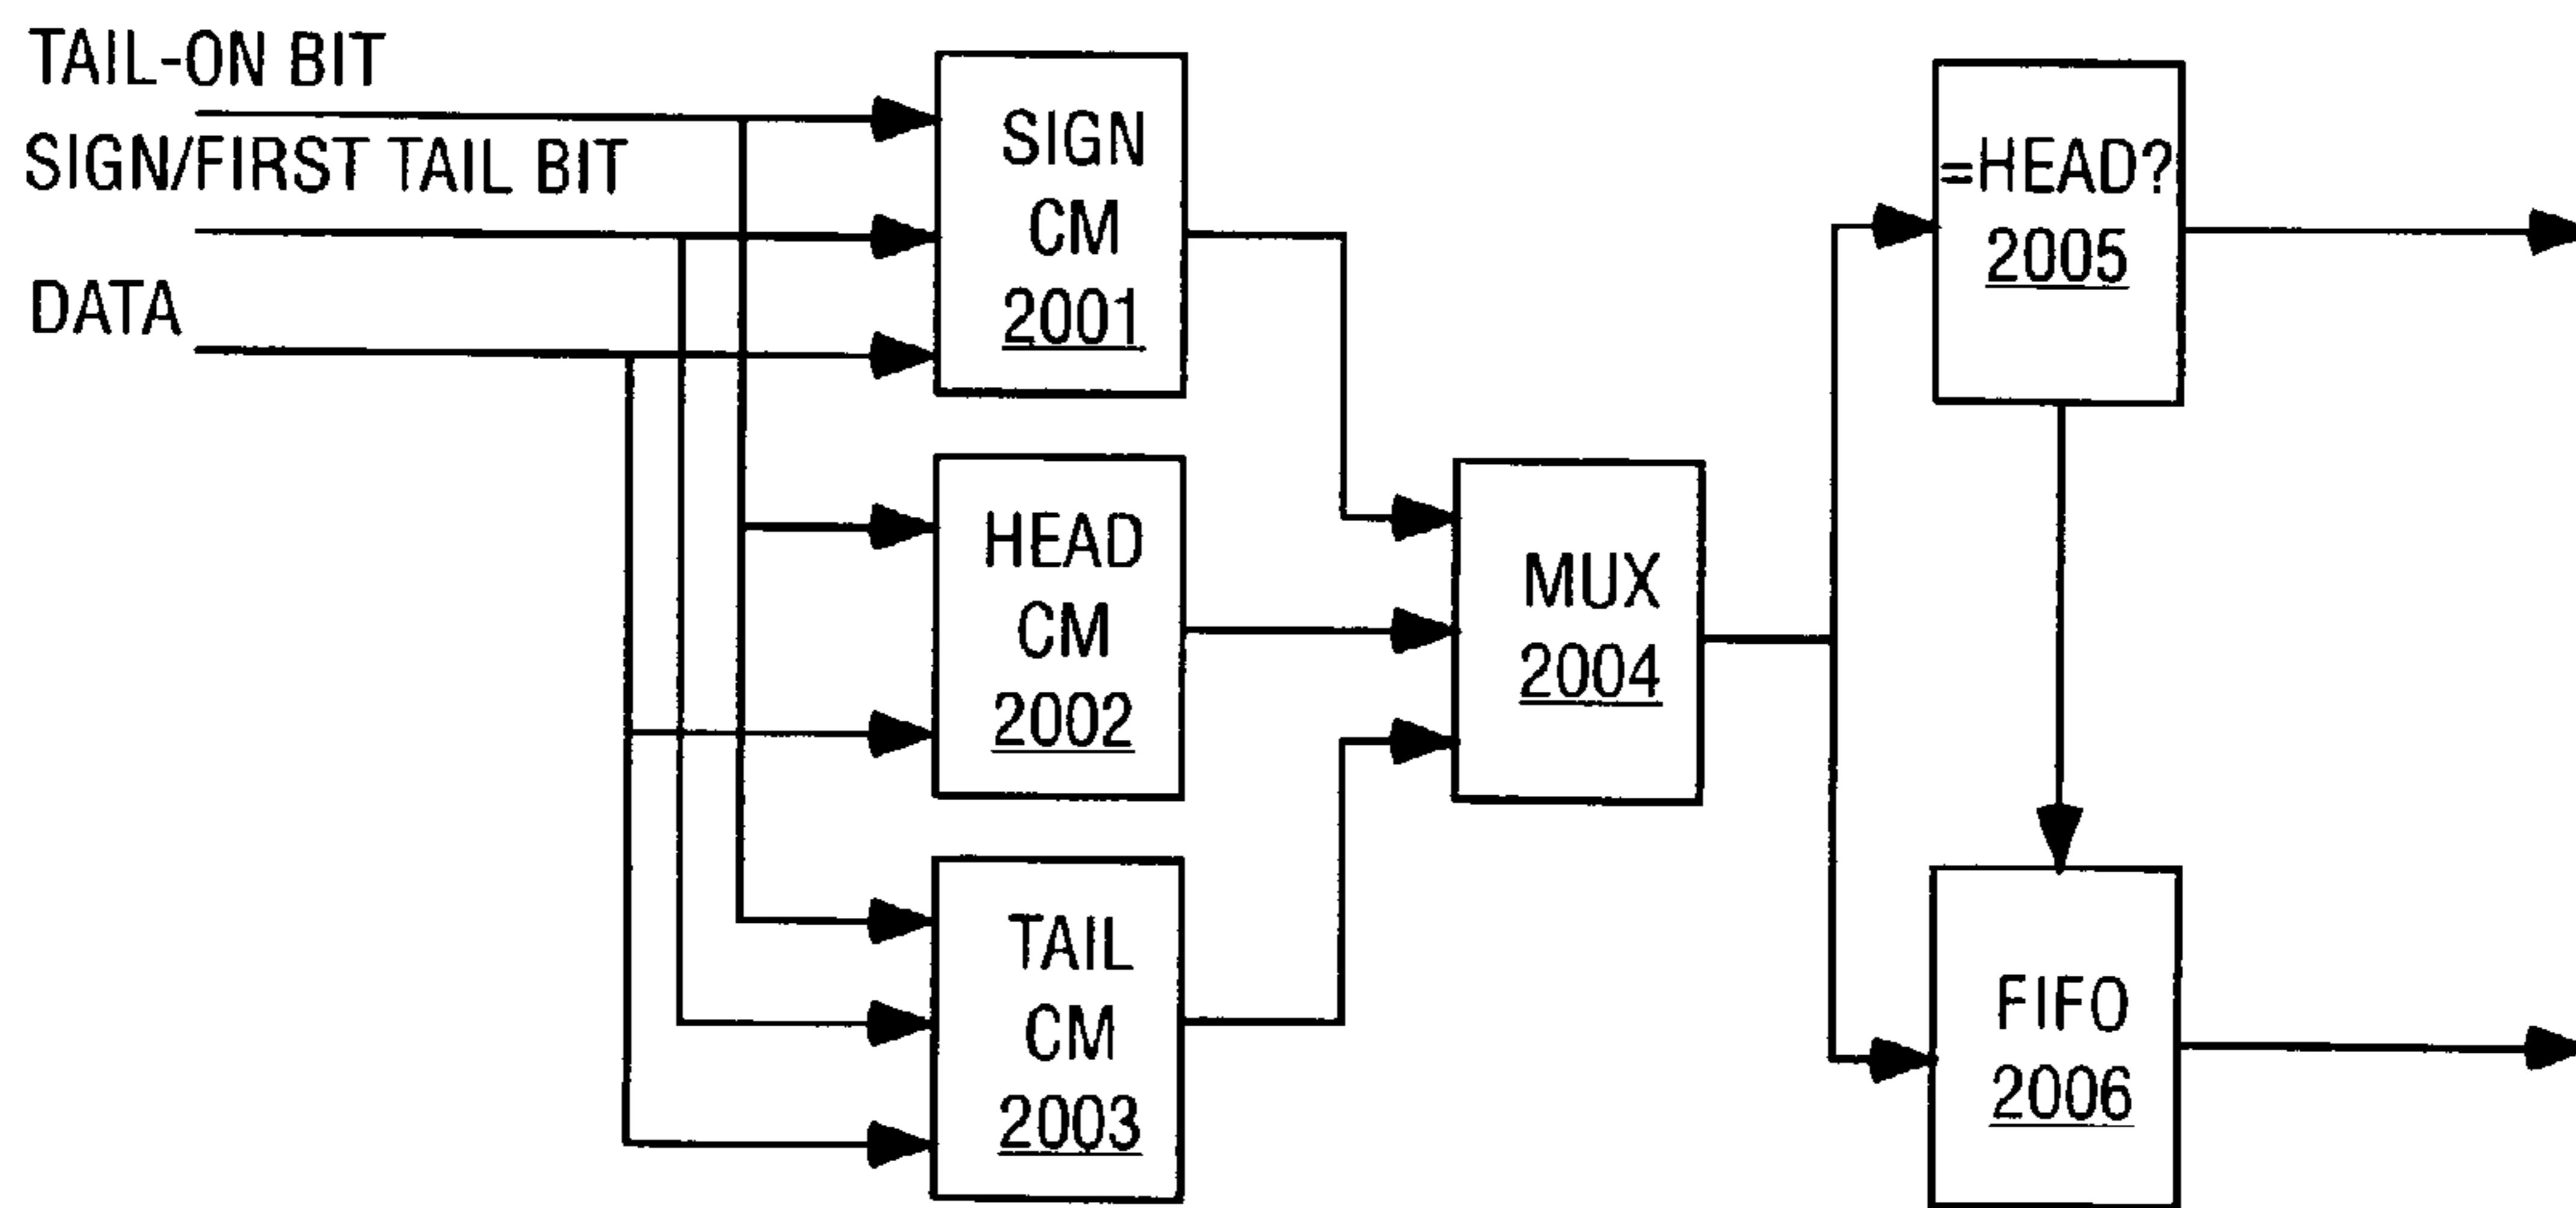 TAIL-ON BIT
SIGN/FIRST TAIL BIT
DATA
SIGN
CM
2001
HEAD
CM
2002
TAIL
CM
2003
MUX
2004
=HEAD?
2005
FIFO
2006